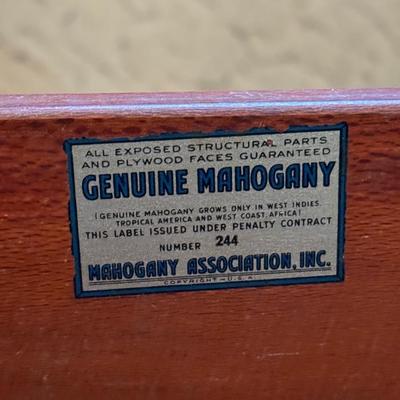 ALL EXPOSED STRUCTURAL PARTS
AND PLYWOOD FACES GUARANTEED
GENUINE MAHOGANY
(GENUINE MAHOGANY GROWS ONLY IN WEST INDIES,
TROPICAL AMERICA AND WEST COAST, AFRICA)
THIS LABEL ISSUED UNDER PENALTY CONTRACT
NUMBER 244
MAHOGANY ASSOCIATION, INC.
COPYRIGHT - U.S.A.